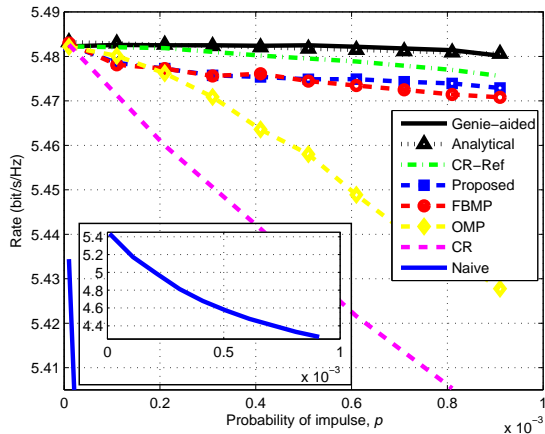 5.49
5.48
5.47
5.46
5.45
5.44
5.43
5.42
5.41
Rate (bit/s/Hz)
Genie−aided
Analytical
CR−Ref
Proposed
FBMP
OMP
CR
Naive
5.4
5.2
5
4.8
4.6
4.4
0
0.5
1
x 10⁻³
0
0.2
0.4
0.6
0.8
1
x 10⁻³
Probability of impulse, p